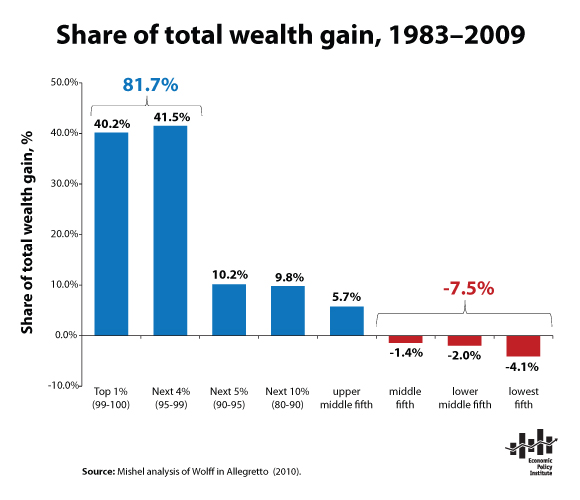 Share of total wealth gain, 1983–2009
Share of total wealth gain, %
50.0%
40.0%
30.0%
20.0%
10.0%
0.0%
-10.0%
81.7%
40.2%
41.5%
10.2%
9.8%
5.7%
-7.5%
-1.4%
-2.0%
-4.1%
Top 1%
(99-100)
Next 4%
(95-99)
Next 5%
(90-95)
Next 10%
(80-90)
upper
middle fifth
middle
fifth
lower
middle fifth
lowest
fifth
Source: Mishel analysis of Wolff in Allegretto (2010).
Economic
Policy
Institute